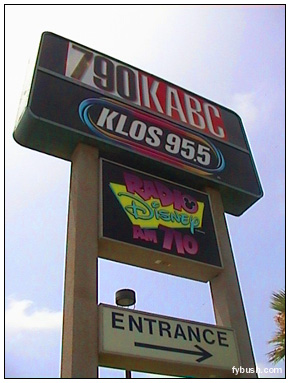 790 KABC
KLOS 95.5
RADIO
Disney
AM 710
ENTRANCE
fybush.com